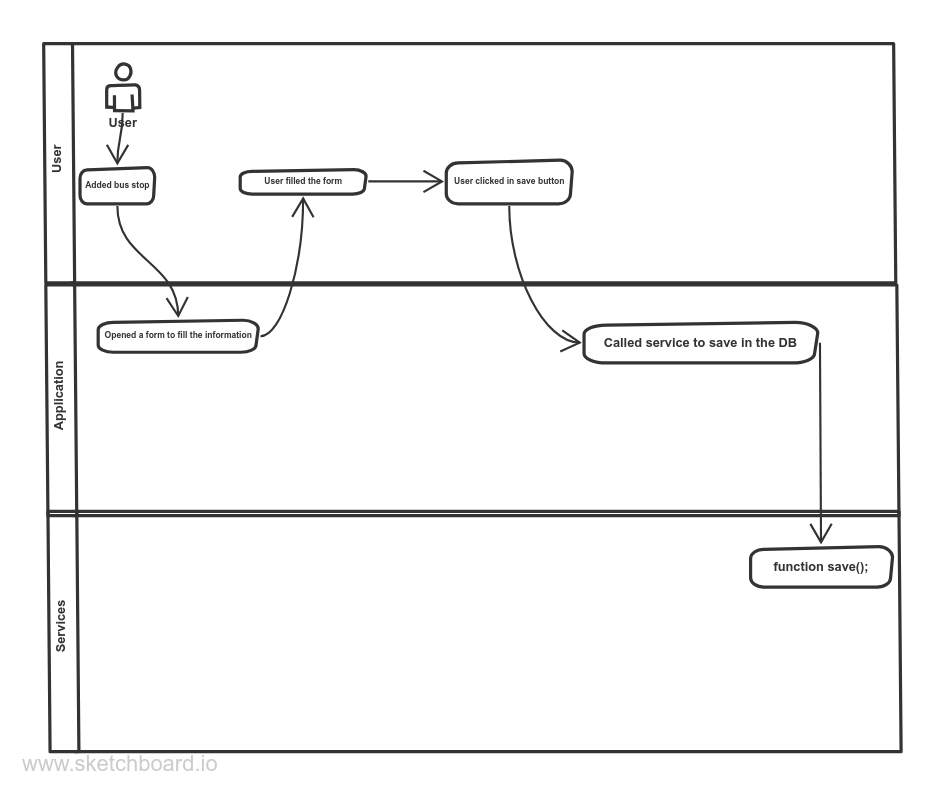 User
User
Added bus stop
User filled the form
User clicked in save button
Application
Opened a form to fill the information
Called service to save in the DB
Services
function save();
www.sketchboard.io